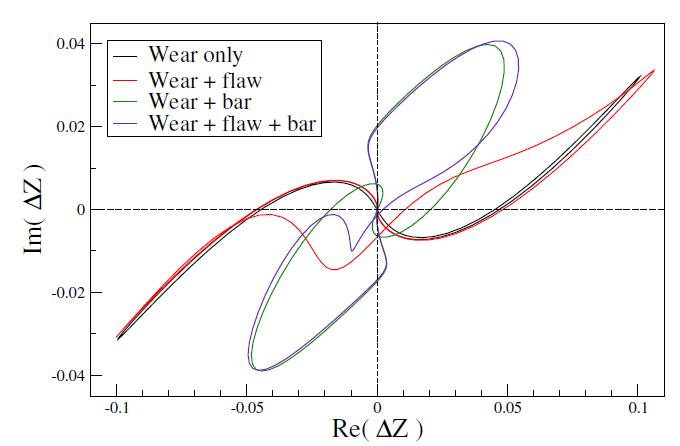 0.04
0.02
0
-0.02
-0.04
Im( ΔZ )
Wear only
Wear + flaw
Wear + bar
Wear + flaw + bar
-0.1
-0.05
0
0.05
0.1
Re( ΔZ )